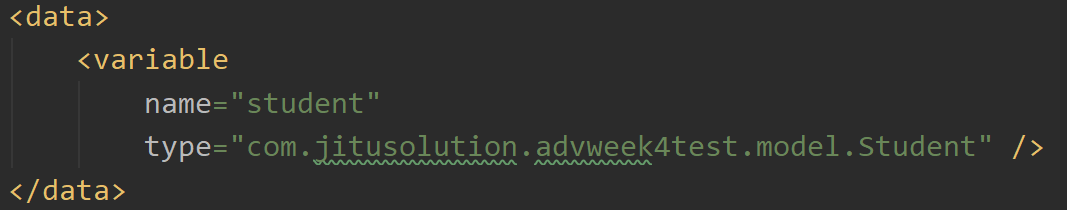 <data>
<variable
name="student"
type="com.jitusolution.advweek4test.model.Student" />
</data>